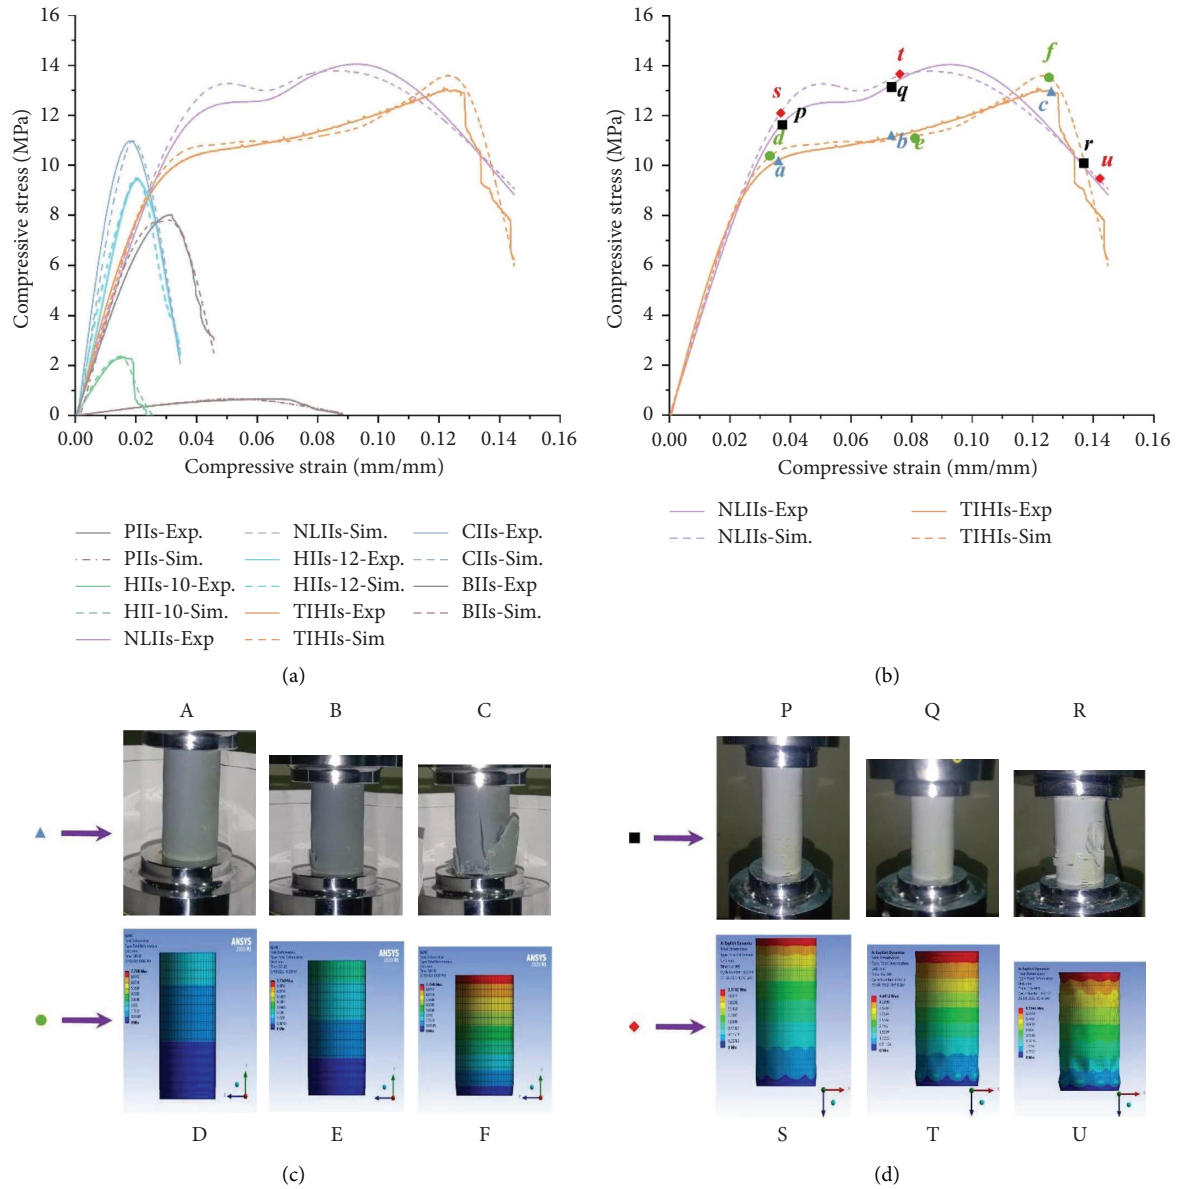 16
14
12
10
8
6
4
2
0
Compressive stress (MPa)
0.00 0.02 0.04 0.06 0.08 0.10 0.12 0.14 0.16
Compressive strain (mm/mm)
PIIs-Exp.
PIIs-Sim.
HIIs-10-Exp.
HII-10-Sim.
NLIIs-Exp
NLIIs-Sim.
HIIs-12-Exp.
HIIs-12-Sim.
TIHIs-Exp
TIHIs-Sim
CIIs-Exp.
CIIs-Sim.
BIIs-Exp
BIIs-Sim.
(a)
16
14
12
10
8
6
4
2
0
Compressive stress (MPa)
s
p
d
a
t
q
b
e
f
c
r
u
0.00 0.02 0.04 0.06 0.08 0.10 0.12 0.14 0.16
Compressive strain (mm/mm)
NLIIs-Exp
NLIIs-Sim.
TIHIs-Exp
TIHIs-Sim
(b)
A B C
ANSYS
ANSYS
ANSYS
D E F
(c)
P Q R
S T U
(d)